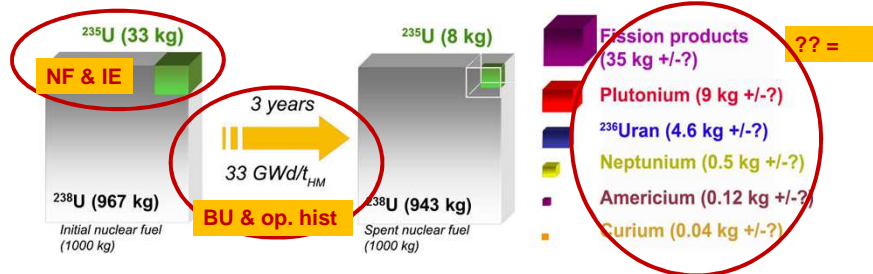 ²³⁵U (33 kg)
NF & IE
²³⁸U (967 kg)
Initial nuclear fuel
(1000 kg)
3 years
33 GWd/tHM
BU & op. hist
²³⁵U (8 kg)
²³⁸U (943 kg)
Spent nuclear fuel
(1000 kg)
Fission products
(35 kg +/-?)
Plutonium (9 kg +/-?)
²³⁶Uran (4.6 kg +/-?)
Neptunium (0.5 kg +/-?)
Americium (0.12 kg +/-?)
Curium (0.04 kg +/-?)
?? =